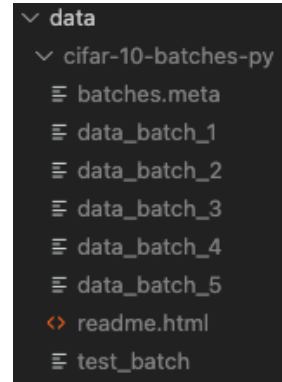 data
cifar-10-batches-py
batches.meta
data_batch_1
data_batch_2
data_batch_3
data_batch_4
data_batch_5
readme.html
test_batch